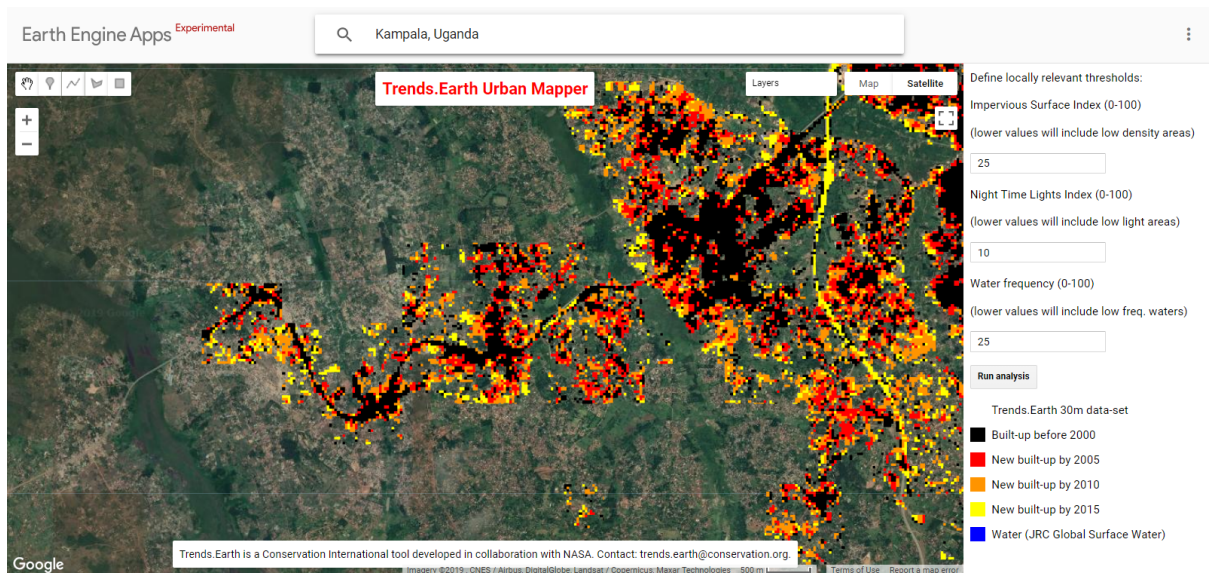 Earth Engine Apps Experimental
Kampala, Uganda
Trends.Earth Urban Mapper
Layers
Map
Satellite
+
−
Define locally relevant thresholds:
Impervious Surface Index (0-100)
(lower values will include low density areas)
25
Night Time Lights Index (0-100)
(lower values will include low light areas)
10
Water frequency (0-100)
(lower values will include low freq. waters)
25
Run analysis
Trends.Earth 30m data-set
Built-up before 2000
New built-up by 2005
New built-up by 2010
New built-up by 2015
Water (JRC Global Surface Water)
Trends.Earth is a Conservation International tool developed in collaboration with NASA. Contact: trends.earth@conservation.org.
Google
Imagery ©2019 , CNES / Airbus, DigitalGlobe, Landsat / Copernicus, Maxar Technologies
500 m
Terms of Use
Report a map error